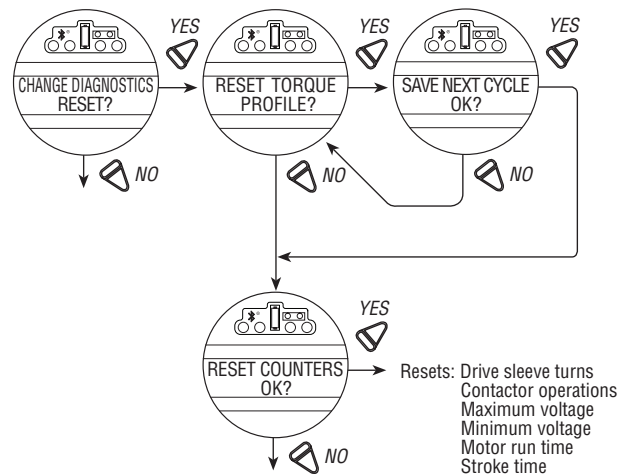 YES
YES
YES
CHANGE DIAGNOSTICS
RESET?
RESET TORQUE
PROFILE?
SAVE NEXT CYCLE
OK?
NO
NO
NO
YES
RESET COUNTERS
OK?
Resets: Drive sleeve turns
Contactor operations
Maximum voltage
Minimum voltage
Motor run time
Stroke time
NO